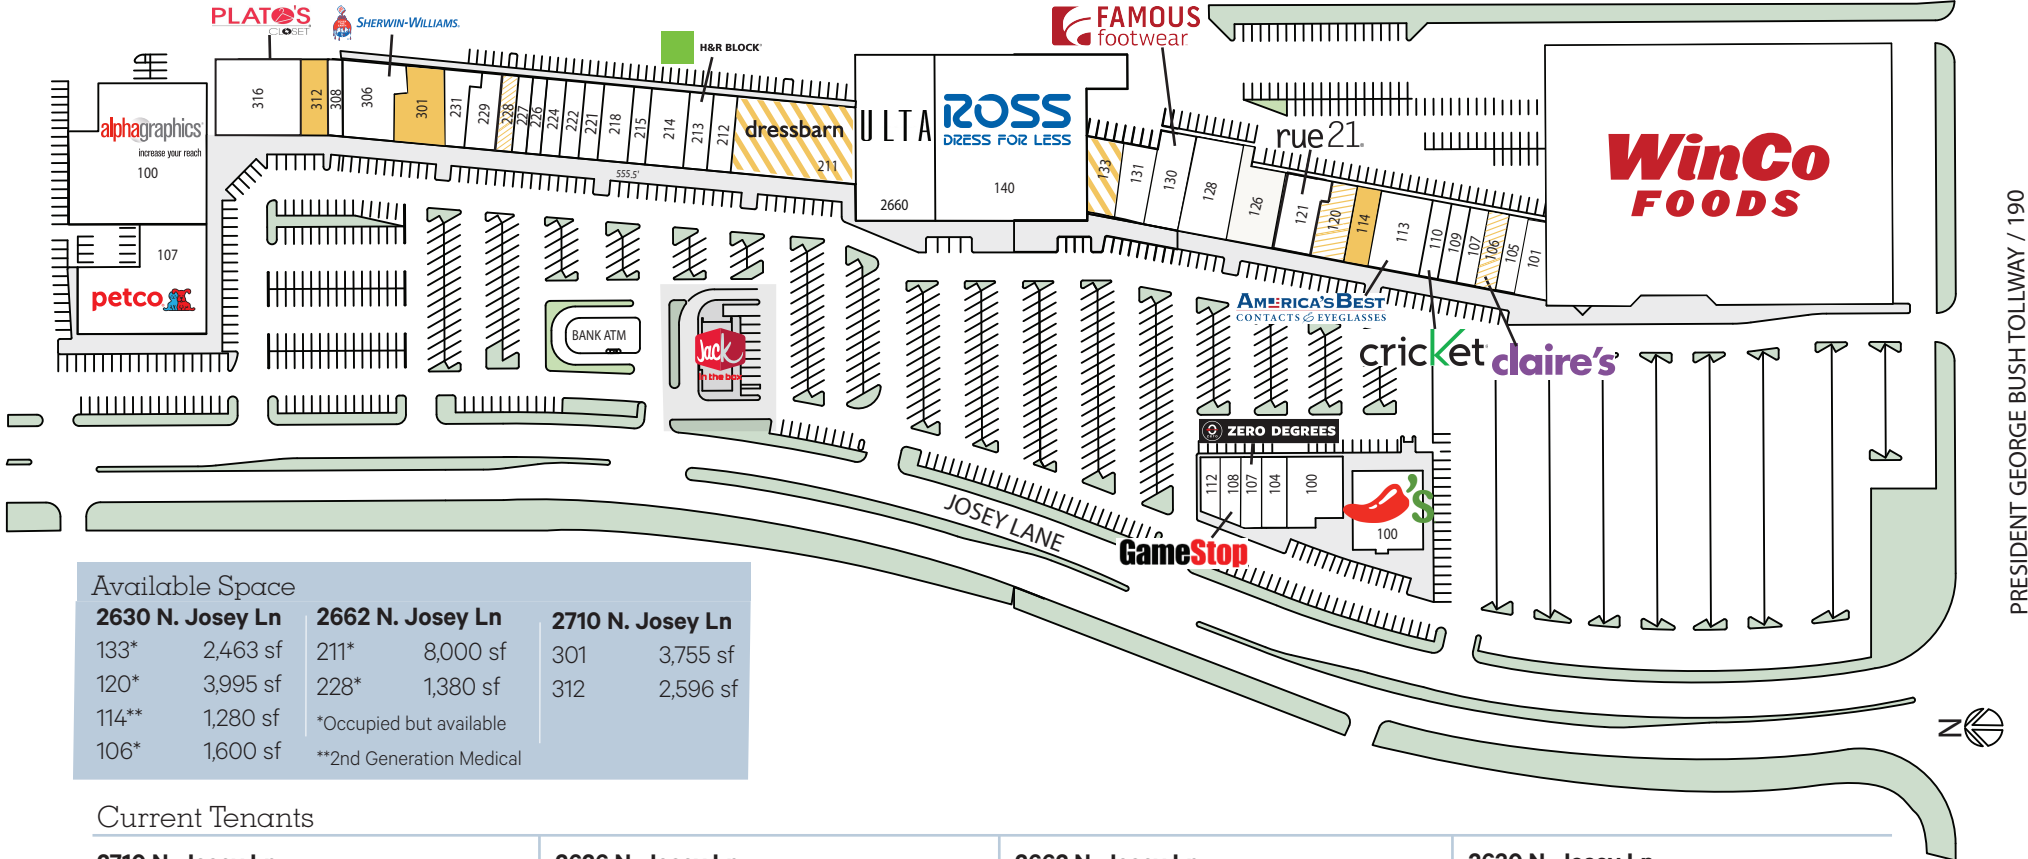 PLATO'S
CLOSET
SHERWIN-WILLIAMS.
H&R BLOCK
FAMOUS
footwear
alphagraphics
increase your reach
100
107
petco
316
312
308
306
301
231
229
228
227
226
224
222
221
218
215
214
213
212
dressbarn
211
555.5'
ULTA
2660
ROSS
DRESS FOR LESS
140
133
131
130
128
126
rue21
121
120
114
113
110
109
107
106
105
101
WinCo
FOODS
PRESIDENT GEORGE BUSH TOLLWAY / 190
BANK ATM
Jack
in the box
AMERICA'S BEST
CONTACTS & EYEGLASSES
cricket
claire's
ZERO DEGREES
112
108
107
104
100
'S
100
GameStop
JOSEY LANE
N
Available Space
2630 N. Josey Ln
133* 2,463 sf
120* 3,995 sf
114** 1,280 sf
106* 1,600 sf
2662 N. Josey Ln
211* 8,000 sf
228* 1,380 sf
*Occupied but available
**2nd Generation Medical
2710 N. Josey Ln
301 3,755 sf
312 2,596 sf
Current Tenants